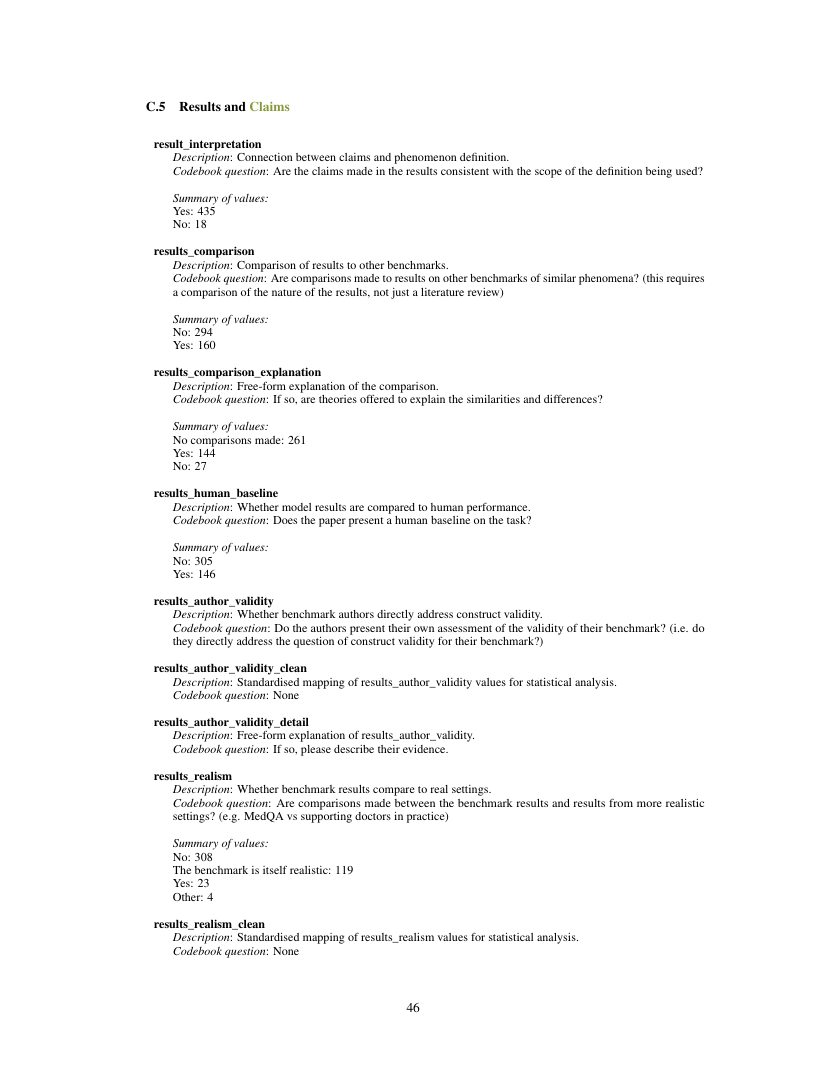 C.5 Results and Claims
result_interpretation
Description: Connection between claims and phenomenon definition.
Codebook question: Are the claims made in the results consistent with the scope of the definition being used?
Summary of values:
Yes: 435
No: 18
results_comparison
Description: Comparison of results to other benchmarks.
Codebook question: Are comparisons made to results on other benchmarks of similar phenomena? (this requires
a comparison of the nature of the results, not just a literature review)
Summary of values:
No: 294
Yes: 160
results_comparison_explanation
Description: Free-form explanation of the comparison.
Codebook question: If so, are theories offered to explain the similarities and differences?
Summary of values:
No comparisons made: 261
Yes: 144
No: 27
results_human_baseline
Description: Whether model results are compared to human performance.
Codebook question: Does the paper present a human baseline on the task?
Summary of values:
No: 305
Yes: 146
results_author_validity
Description: Whether benchmark authors directly address construct validity.
Codebook question: Do the authors present their own assessment of the validity of their benchmark? (i.e. do
they directly address the question of construct validity for their benchmark?)
results_author_validity_clean
Description: Standardised mapping of results_author_validity values for statistical analysis.
Codebook question: None
results_author_validity_detail
Description: Free-form explanation of results_author_validity.
Codebook question: If so, please describe their evidence.
results_realism
Description: Whether benchmark results compare to real settings.
Codebook question: Are comparisons made between the benchmark results and results from more realistic
settings? (e.g. MedQA vs supporting doctors in practice)
Summary of values:
No: 308
The benchmark is itself realistic: 119
Yes: 23
Other: 4
results_realism_clean
Description: Standardised mapping of results_realism values for statistical analysis.
Codebook question: None
46